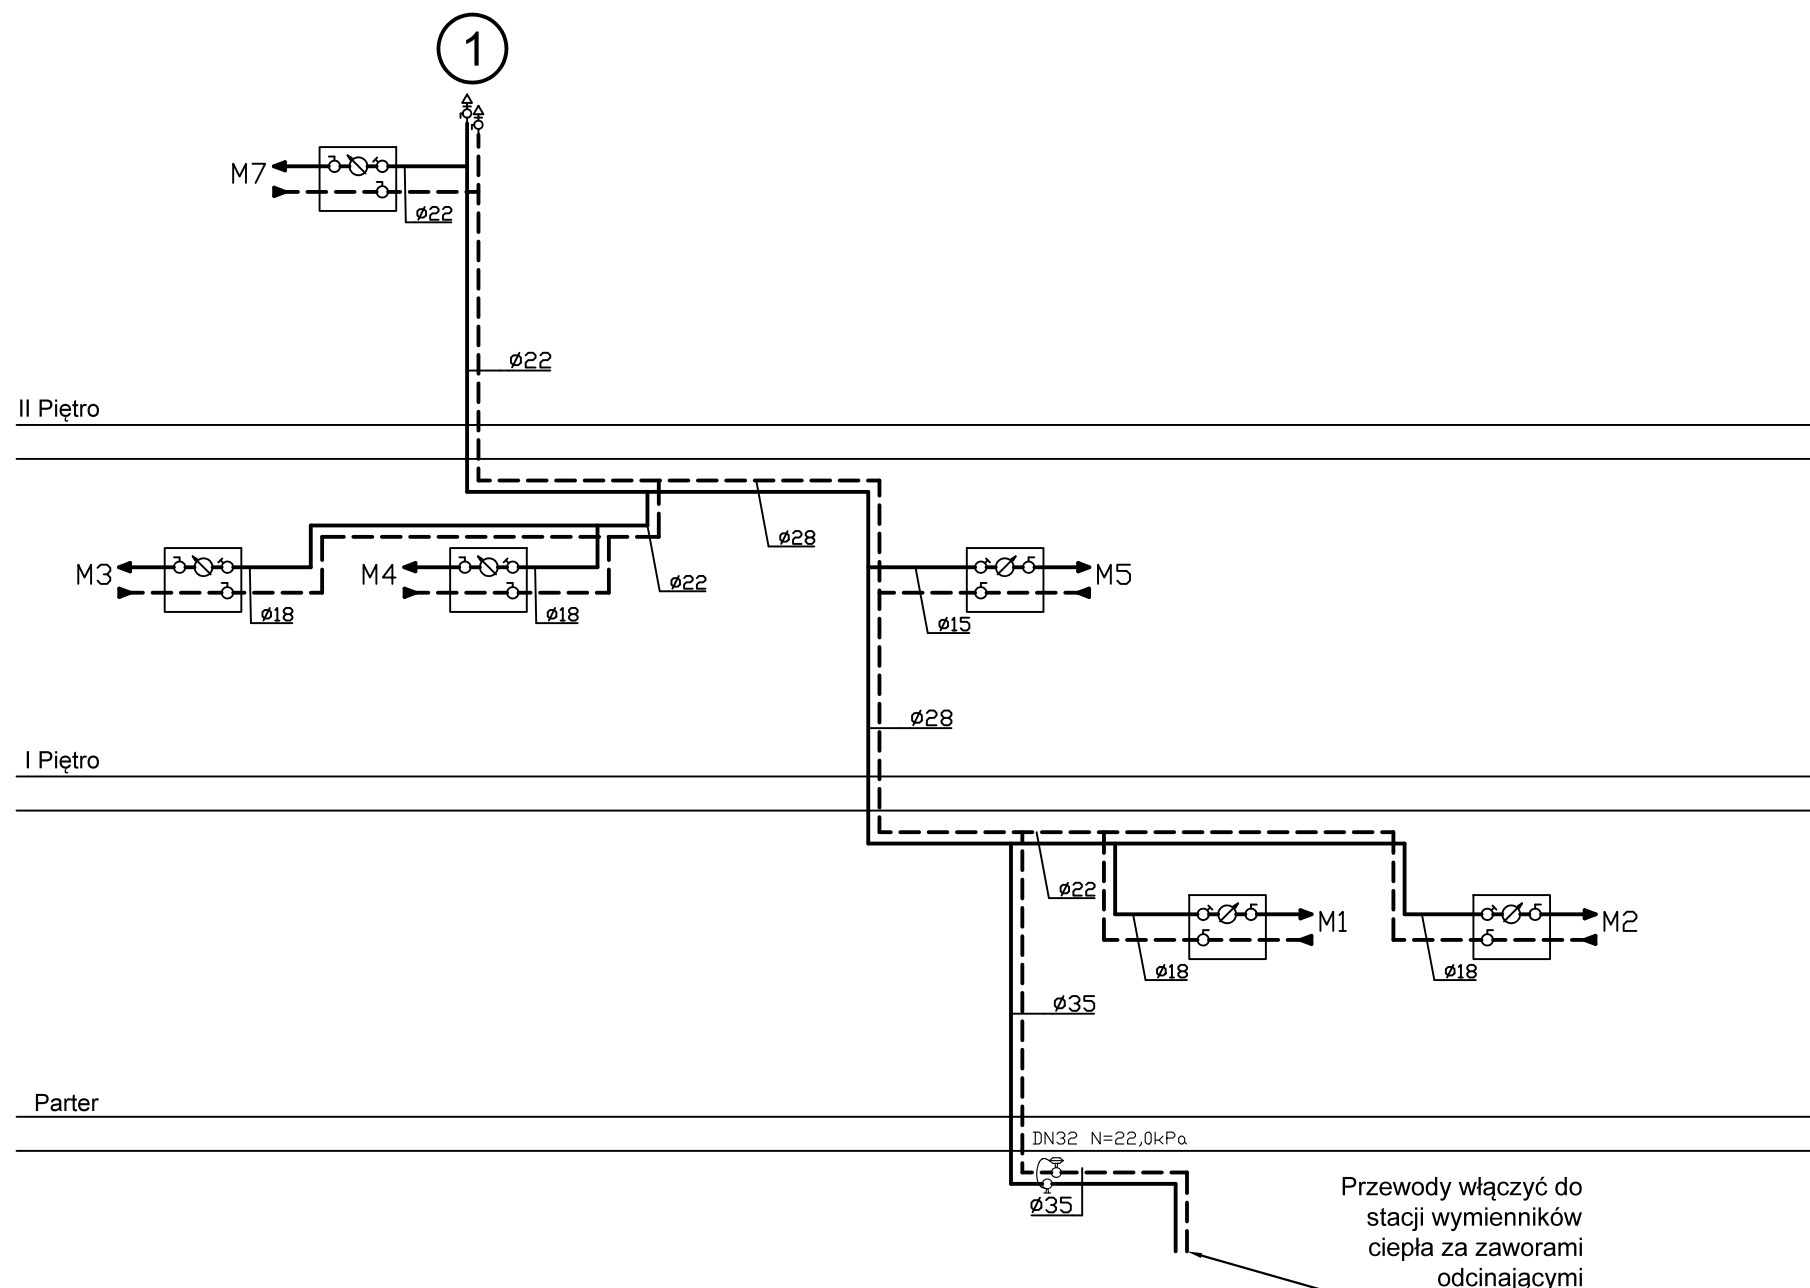 1
M7
ø22
ø22
II Piętro
ø28
M3
M4
ø22
M5
ø18
ø18
ø15
ø28
I Piętro
ø22
M1
M2
ø18
ø18
ø35
Parter
DN32 N=22,0kPa
ø35
Przewody włączyć do
stacji wymienników
ciepła za zaworami
odcinającymi